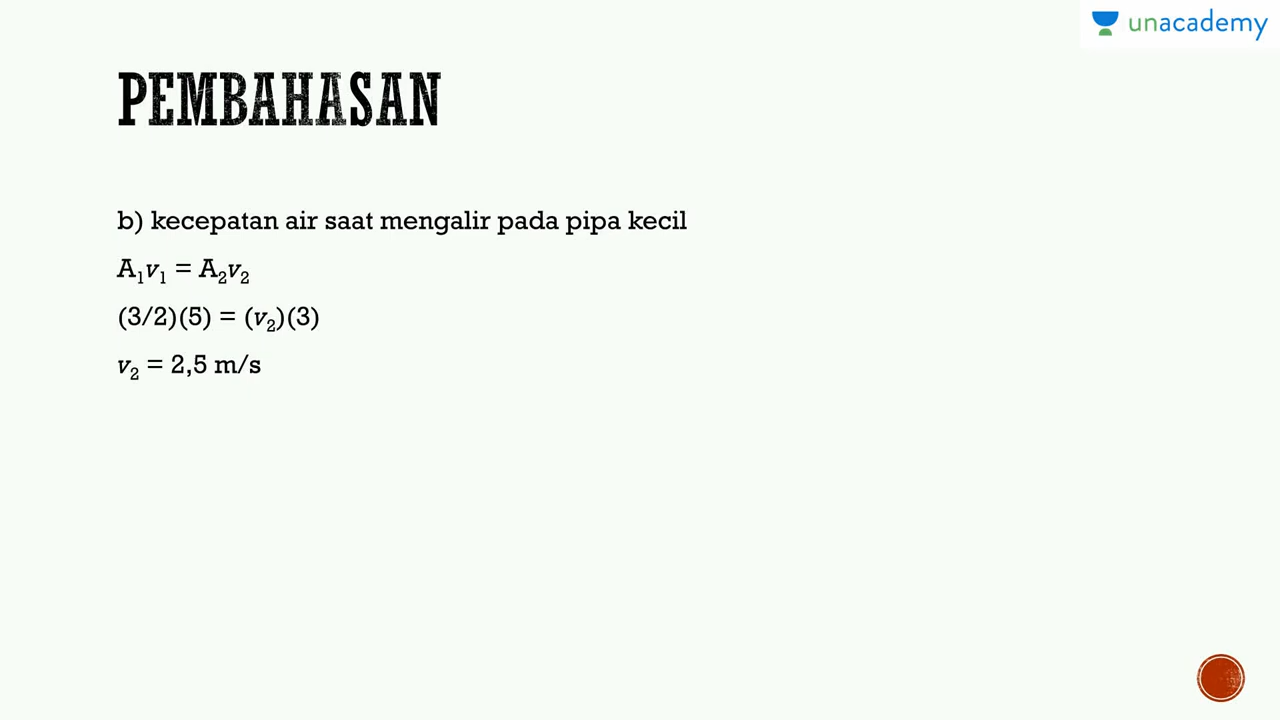 unacademy
PEMBAHASAN
b) kecepatan air saat mengalir pada pipa kecil
A₁v₁ = A₂v₂
(3/2)(5) = (v₂)(3)
v₂ = 2,5 m/s